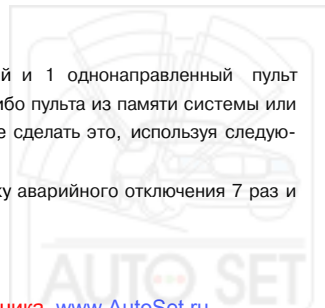 й и 1 однонаправленный пульт
ибо пульта из памяти системы или
е сделать это, используя следую-
ку аварийного отключения 7 раз и
AUTO SET
www.AutoSet.ru